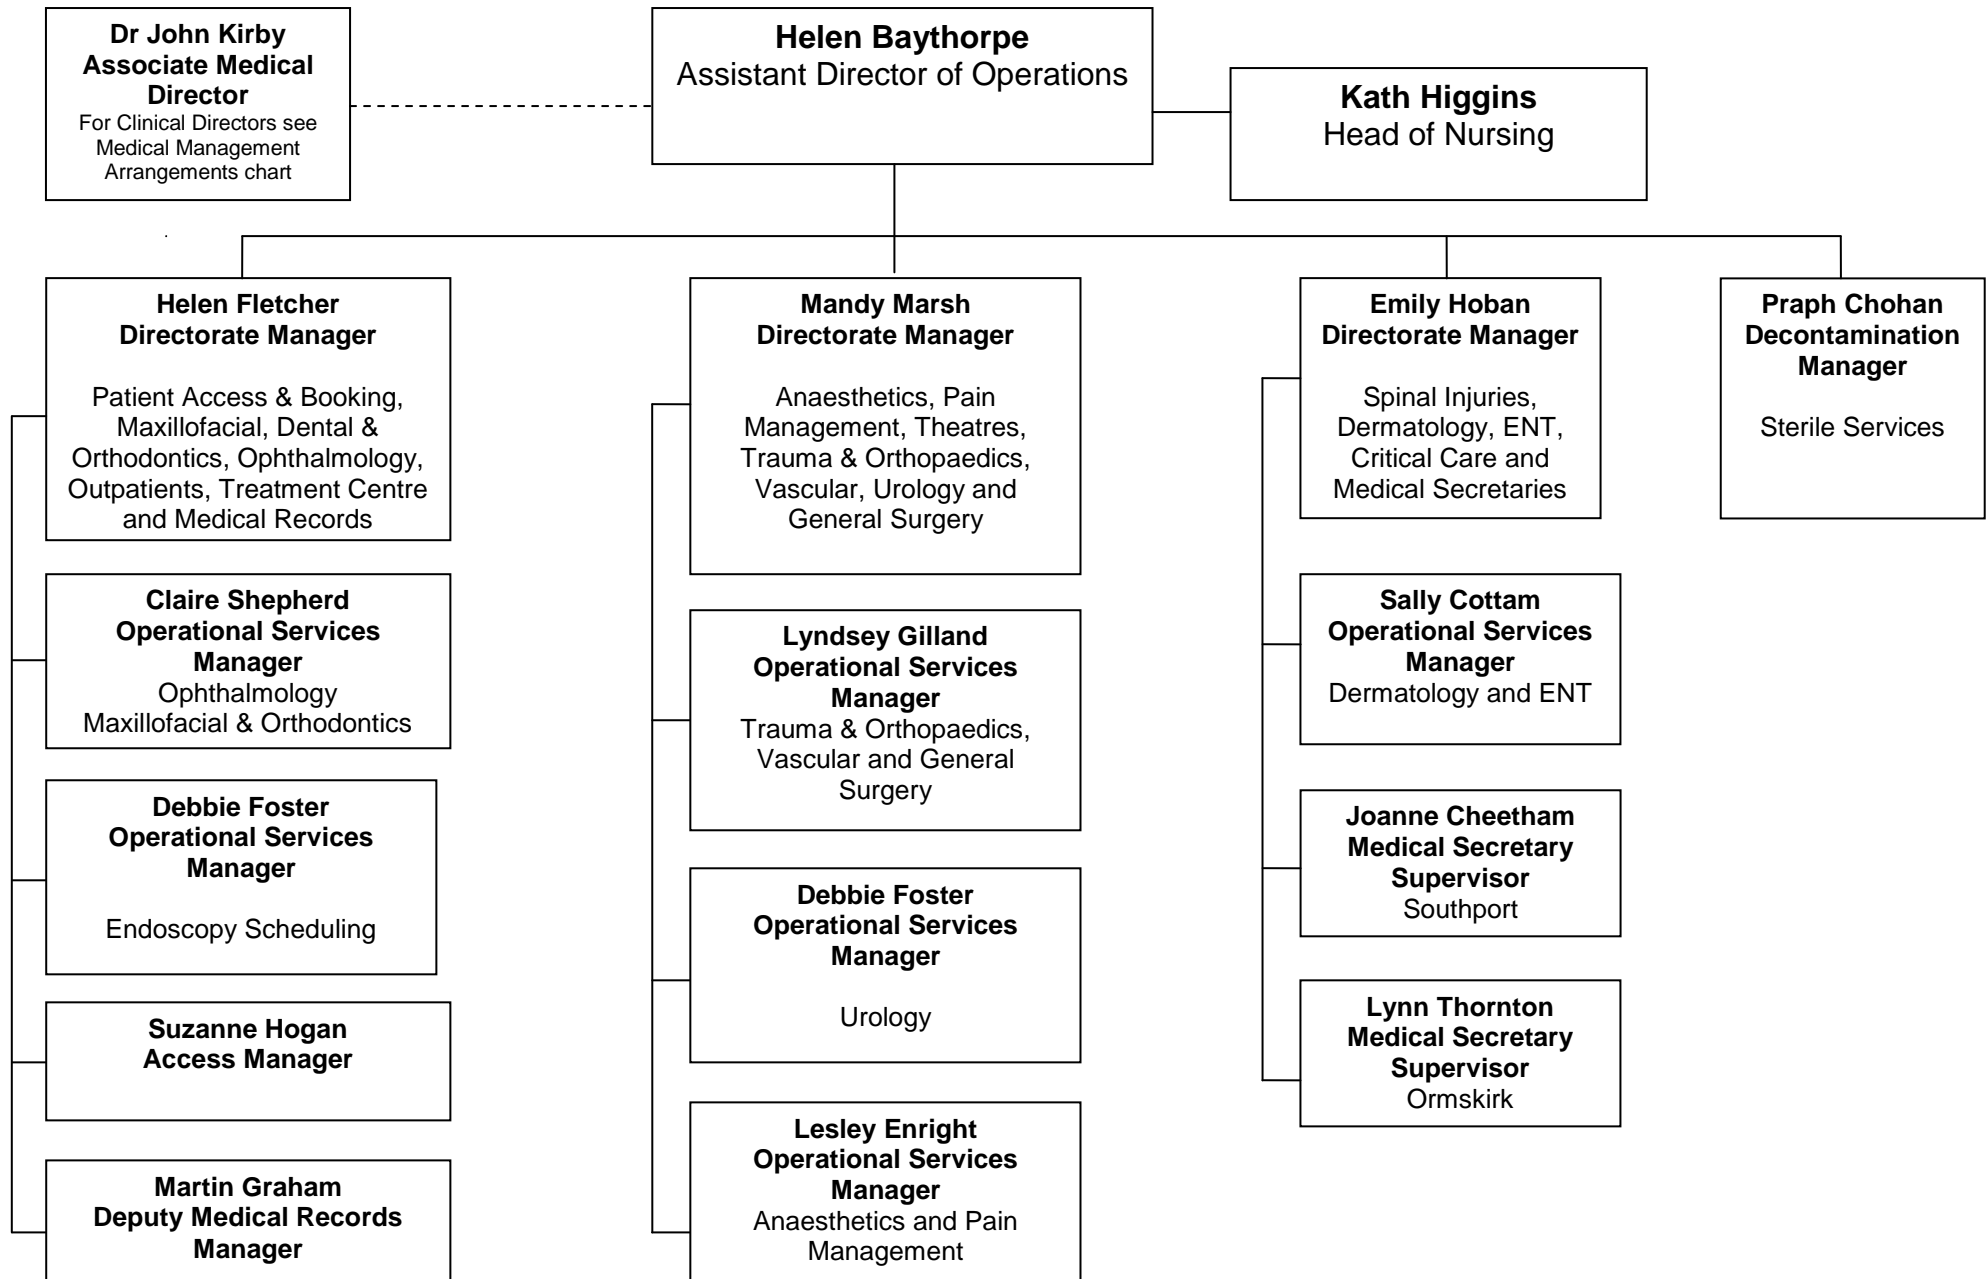 Dr John Kirby
Associate Medical
Director
For Clinical Directors see
Medical Management
Arrangements chart
Helen Baythorpe
Assistant Director of Operations
Kath Higgins
Head of Nursing
Helen Fletcher
Directorate Manager
Patient Access & Booking,
Maxillofacial, Dental &
Orthodontics, Ophthalmology,
Outpatients, Treatment Centre
and Medical Records
Claire Shepherd
Operational Services
Manager
Ophthalmology
Maxillofacial & Orthodontics
Debbie Foster
Operational Services
Manager
Endoscopy Scheduling
Suzanne Hogan
Access Manager
Martin Graham
Deputy Medical Records
Manager
Mandy Marsh
Directorate Manager
Anaesthetics, Pain
Management, Theatres,
Trauma & Orthopaedics,
Vascular, Urology and
General Surgery
Lyndsey Gilland
Operational Services
Manager
Trauma & Orthopaedics,
Vascular and General
Surgery
Debbie Foster
Operational Services
Manager
Urology
Lesley Enright
Operational Services
Manager
Anaesthetics and Pain
Management
Emily Hoban
Directorate Manager
Spinal Injuries,
Dermatology, ENT,
Critical Care and
Medical Secretaries
Sally Cottam
Operational Services
Manager
Dermatology and ENT
Joanne Cheetham
Medical Secretary
Supervisor
Southport
Lynn Thornton
Medical Secretary
Supervisor
Ormskirk
Praph Chohan
Decontamination
Manager
Sterile Services